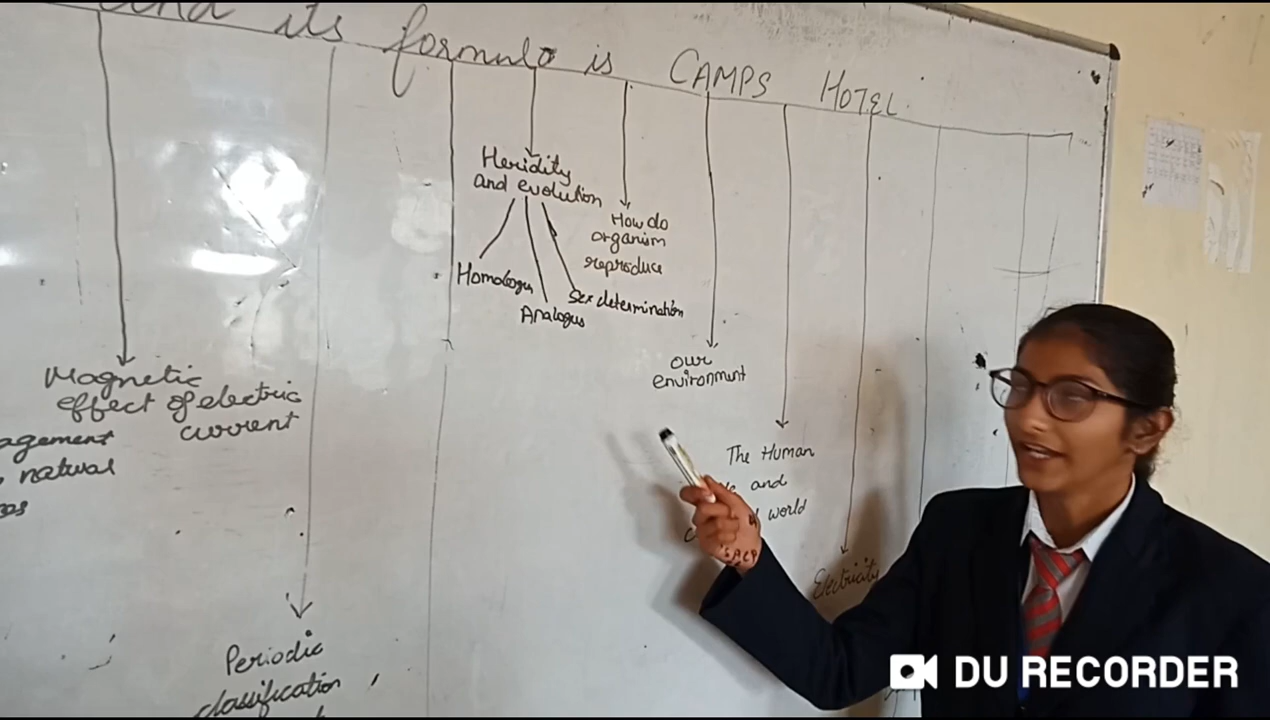 and its formula is CAMPS HOTEL.
Heridity
and evolution
Homologus
Analogus
Sex determination
How do
organism
reproduce
our
environment
The Human
and
world
Electricity
Magnetic
effect of electric
current
agement
natural
Periodic
classification
DU RECORDER